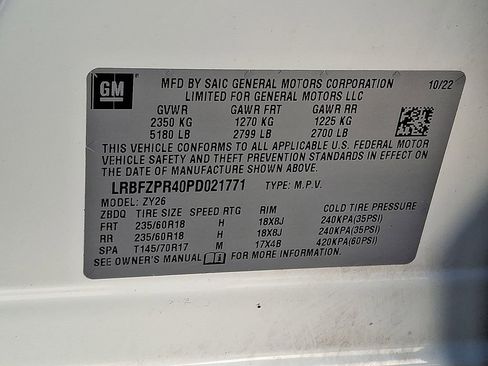 GM
MFD BY SAIC GENERAL MOTORS CORPORATION 10/22
LIMITED FOR GENERAL MOTORS LLC
GVWR GAWR FRT GAWR RR
2350 KG 1270 KG 1225 KG
5180 LB 2799 LB 2700 LB
THIS VEHICLE CONFORMS TO ALL APPLICABLE U.S. FEDERAL MOTOR
VEHICLE SAFETY AND THEFT PREVENTION STANDARDS IN EFFECT ON
THE DATE OF MANUFACTURE SHOWN ABOVE.
LRBFZPR40PD021771 TYPE: M.P.V.
MODEL: ZY26
ZBDQ TIRE SIZE SPEED RTG RIM COLD TIRE PRESSURE
FRT 235/60R18 H 18X8J 240KPA(35PSI)
RR 235/60R18 H 18X8J 240KPA(35PSI)
SPA T145/70R17 M 17X4B 420KPA(60PSI)
SEE OWNER'S MANUAL FOR MORE INFORMATION.